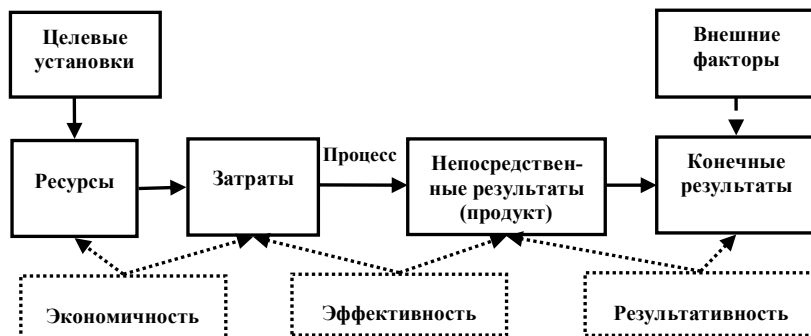 Целевые
установки
Внешние
факторы
Ресурсы
Затраты
Процесс
Непосредствен-
ные результаты
(продукт)
Конечные
результаты
Экономичность
Эффективность
Результативность